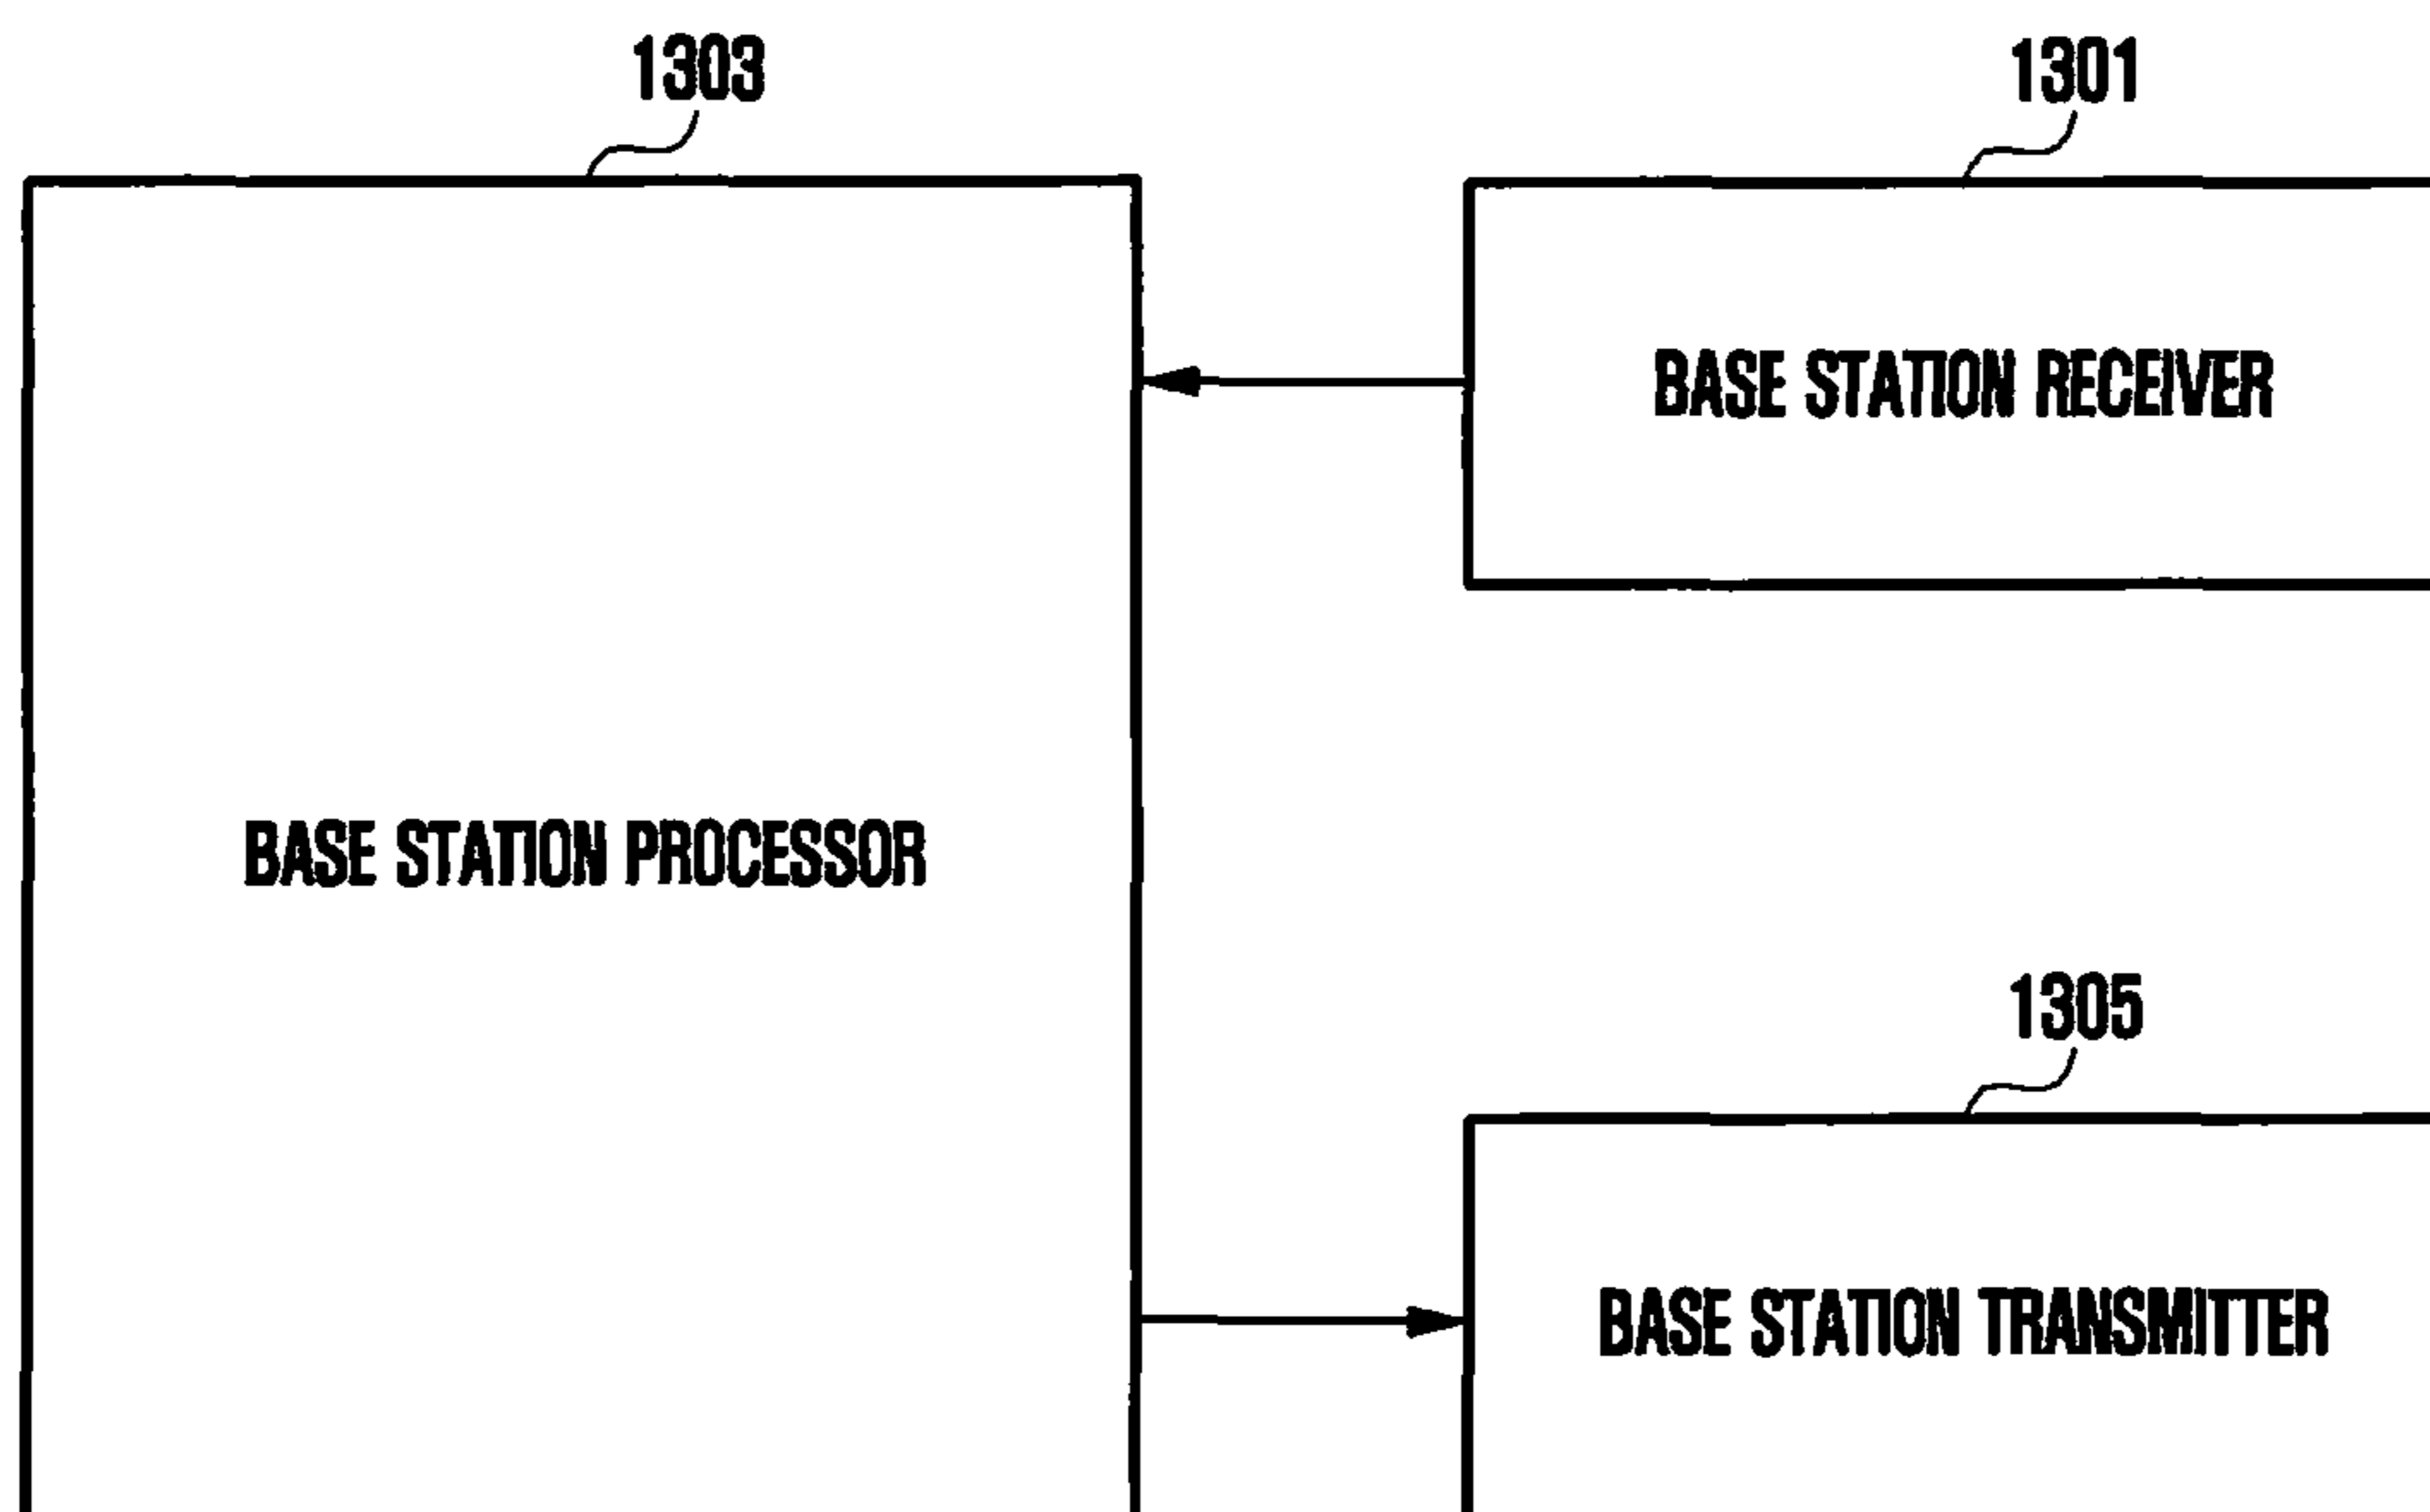 1303
1301
BASE STATION RECEIVER
BASE STATION PROCESSOR
1305
BASE STATION TRANSMITTER